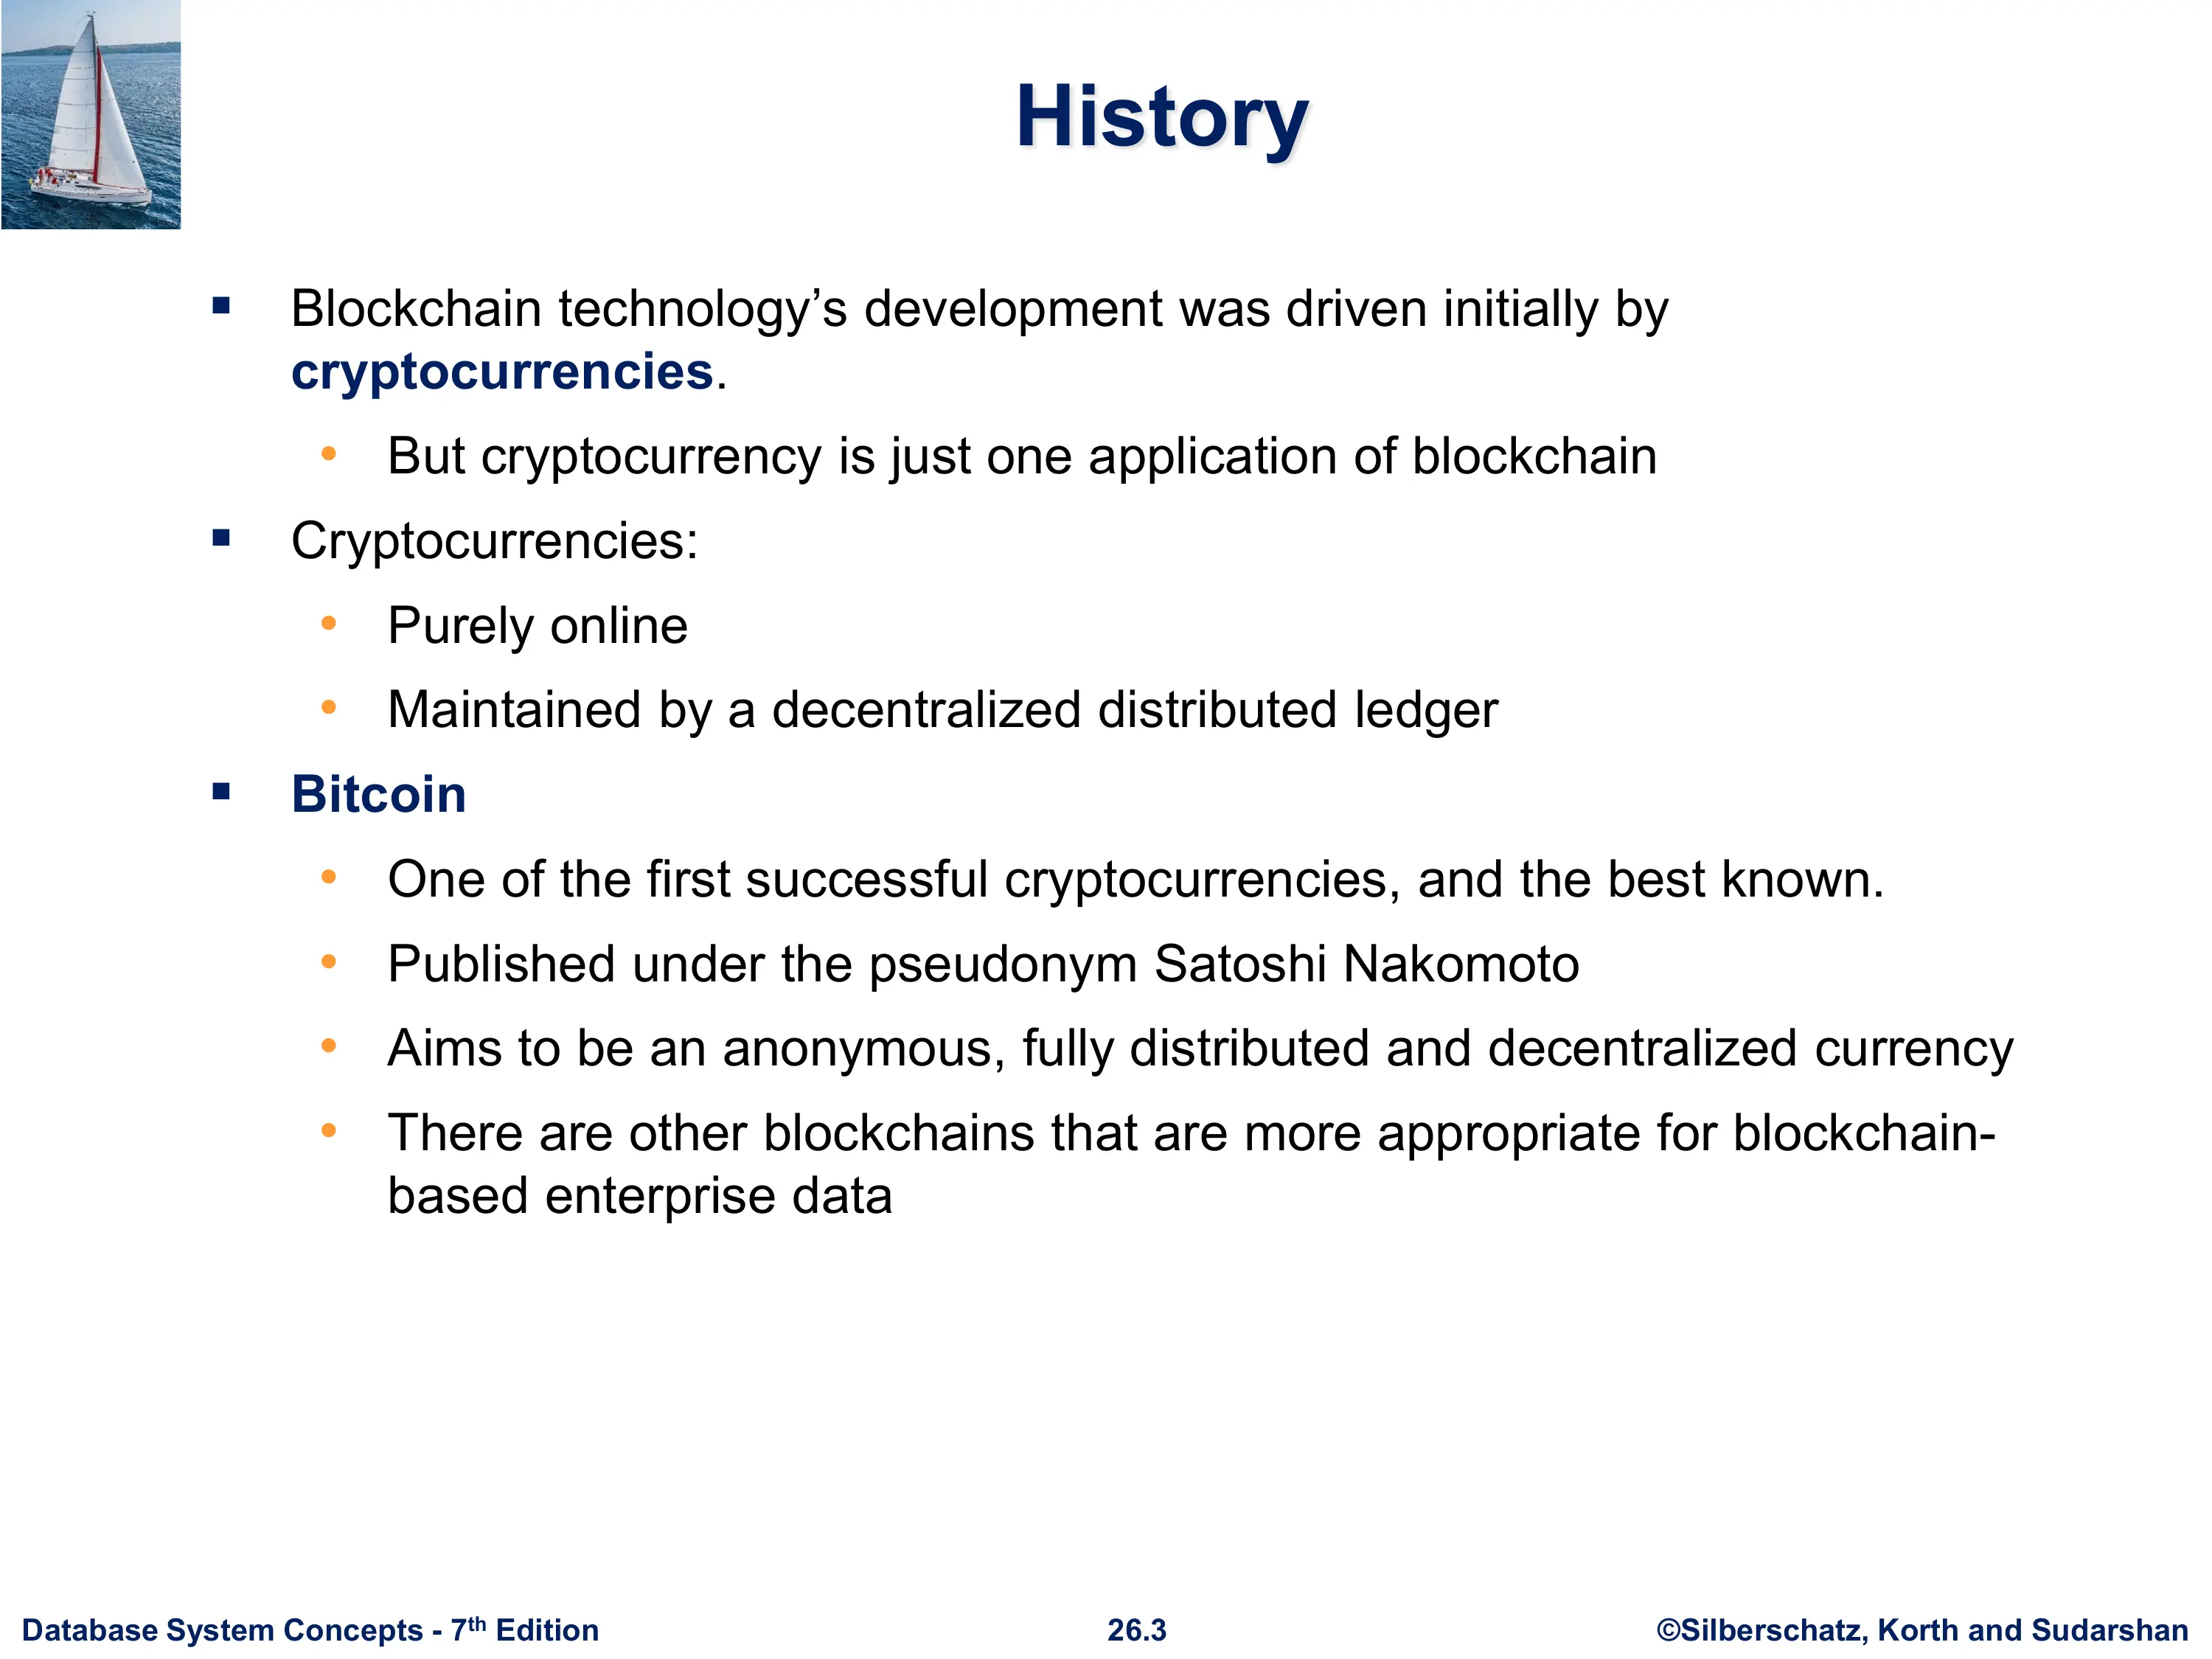 History
▪ Blockchain technology’s development was driven initially by
cryptocurrencies.
• But cryptocurrency is just one application of blockchain
▪ Cryptocurrencies:
• Purely online
• Maintained by a decentralized distributed ledger
▪ Bitcoin
• One of the first successful cryptocurrencies, and the best known.
• Published under the pseudonym Satoshi Nakomoto
• Aims to be an anonymous, fully distributed and decentralized currency
• There are other blockchains that are more appropriate for blockchain-
based enterprise data
Database System Concepts - 7th Edition 26.3 ©Silberschatz, Korth and Sudarshan